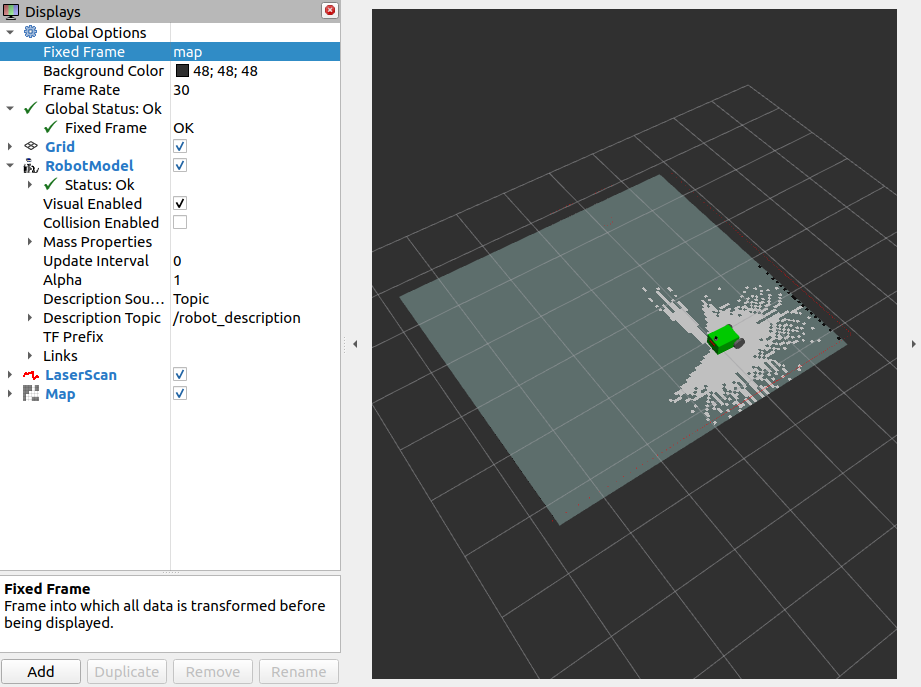 Displays
Global Options
Fixed Frame map
Background Color 48; 48; 48
Frame Rate 30
Global Status: Ok
Fixed Frame OK
Grid
RobotModel
Status: Ok
Visual Enabled
Collision Enabled
Mass Properties
Update Interval 0
Alpha 1
Description Sou... Topic
Description Topic /robot_description
TF Prefix
Links
LaserScan
Map
Fixed Frame
Frame into which all data is transformed before
being displayed.
Add Duplicate Remove Rename